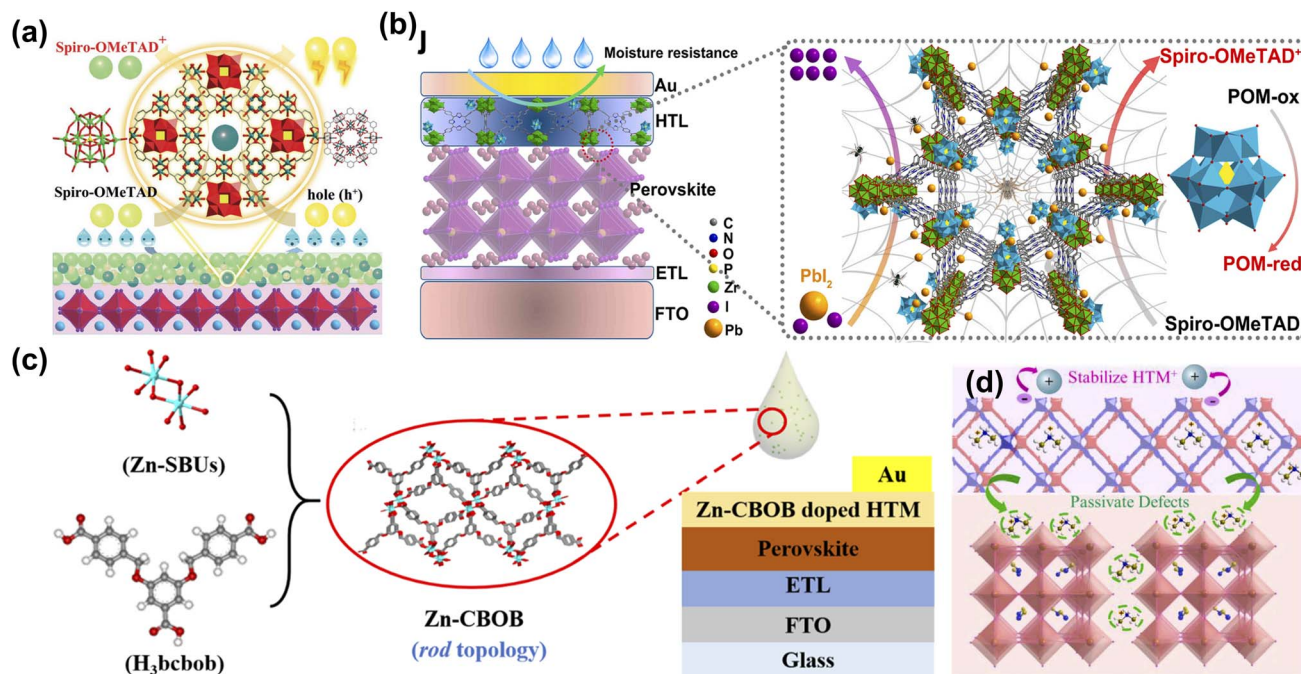 (a)
Spiro-OMeTAD⁺
Spiro-OMeTAD
hole (h⁺)
(b)
J
Moisture resistance
Au
HTL
Perovskite
ETL
FTO
C
N
O
P
Zr
I
Pb
PbI₂
Spiro-OMeTAD⁺
POM-ox
POM-red
Spiro-OMeTAD
(c)
(Zn-SBUs)
(H₃bcbob)
Zn-CBOB
(rod topology)
Au
Zn-CBOB doped HTM
Perovskite
ETL
FTO
Glass
(d)
+ Stabilize HTM⁺ +
- -
Passivate Defects